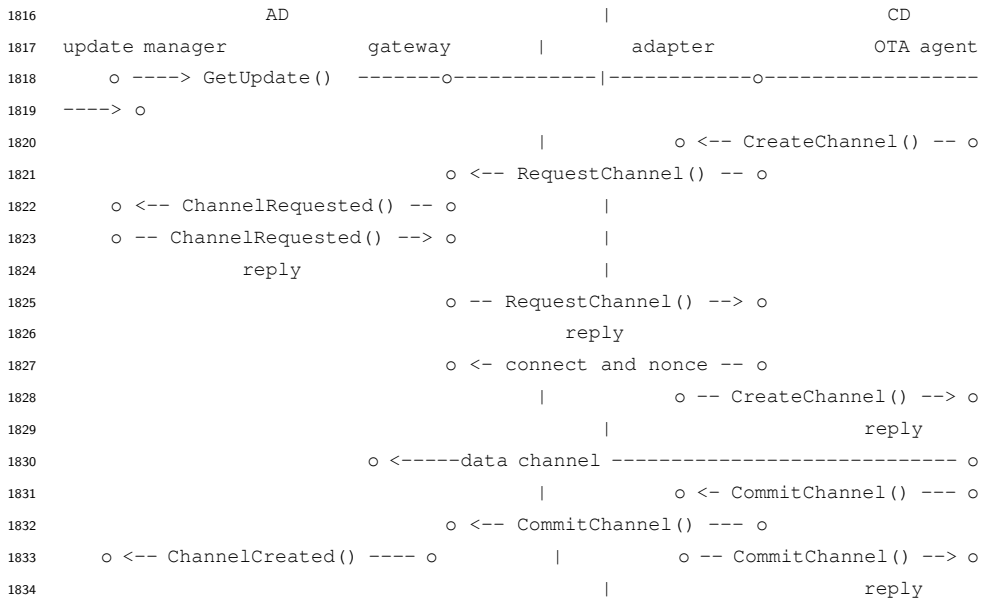 1816 AD | CD
1817 update manager gateway | adapter OTA agent
1818 o ----> GetUpdate() -------o------------|------------o------------------
1819 ----> o
1820 | o <-- CreateChannel() -- o
1821 o <-- RequestChannel() -- o
1822 o <-- ChannelRequested() -- o |
1823 o -- ChannelRequested() --> o |
1824 reply |
1825 o -- RequestChannel() --> o
1826 reply
1827 o <- connect and nonce -- o
1828 | o -- CreateChannel() --> o
1829 | reply
1830 o <-----data channel ----------------------------- o
1831 | o <- CommitChannel() --- o
1832 o <-- CommitChannel() --- o
1833 o <-- ChannelCreated() ---- o | o -- CommitChannel() --> o
1834 | reply